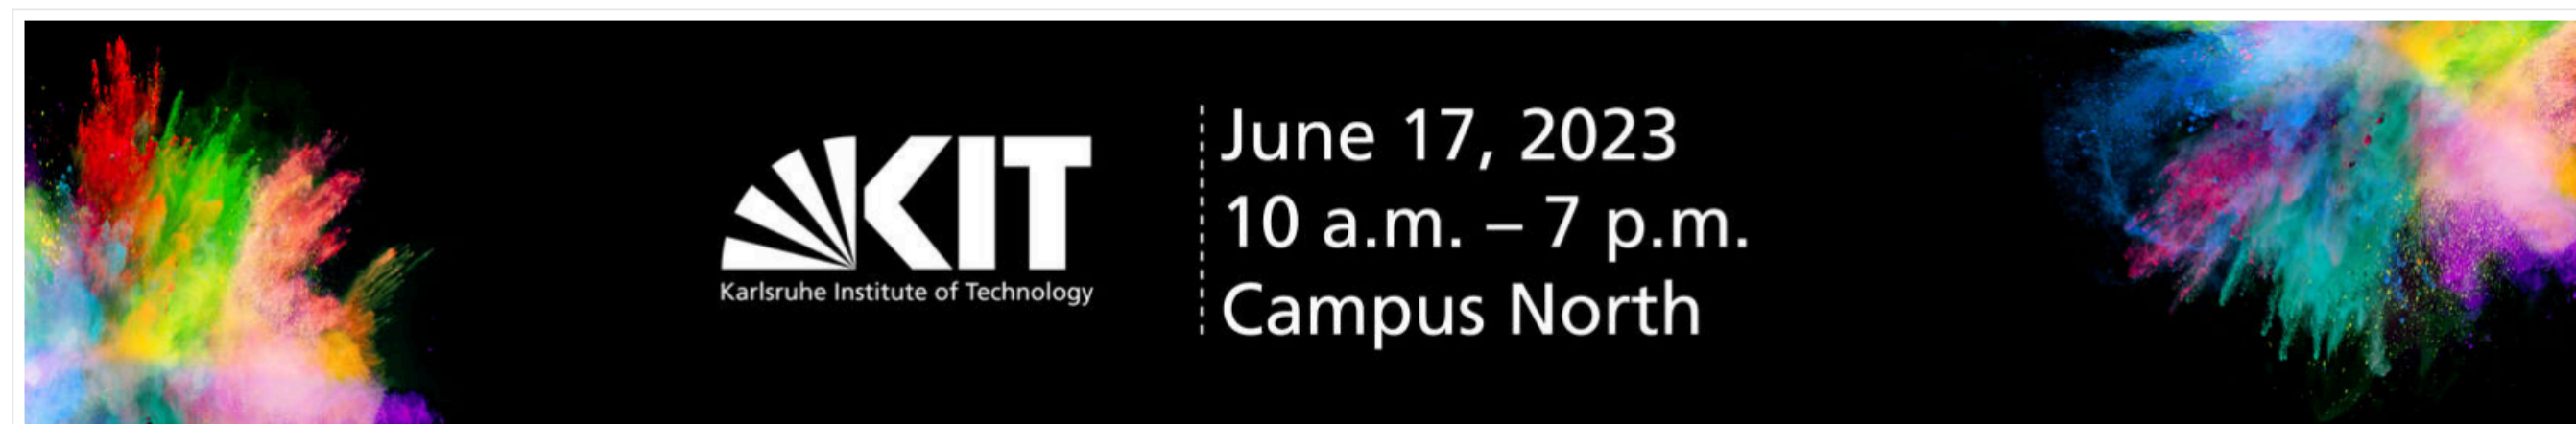 KIT
Karlsruhe Institute of Technology
June 17, 2023
10 a.m. – 7 p.m.
Campus North